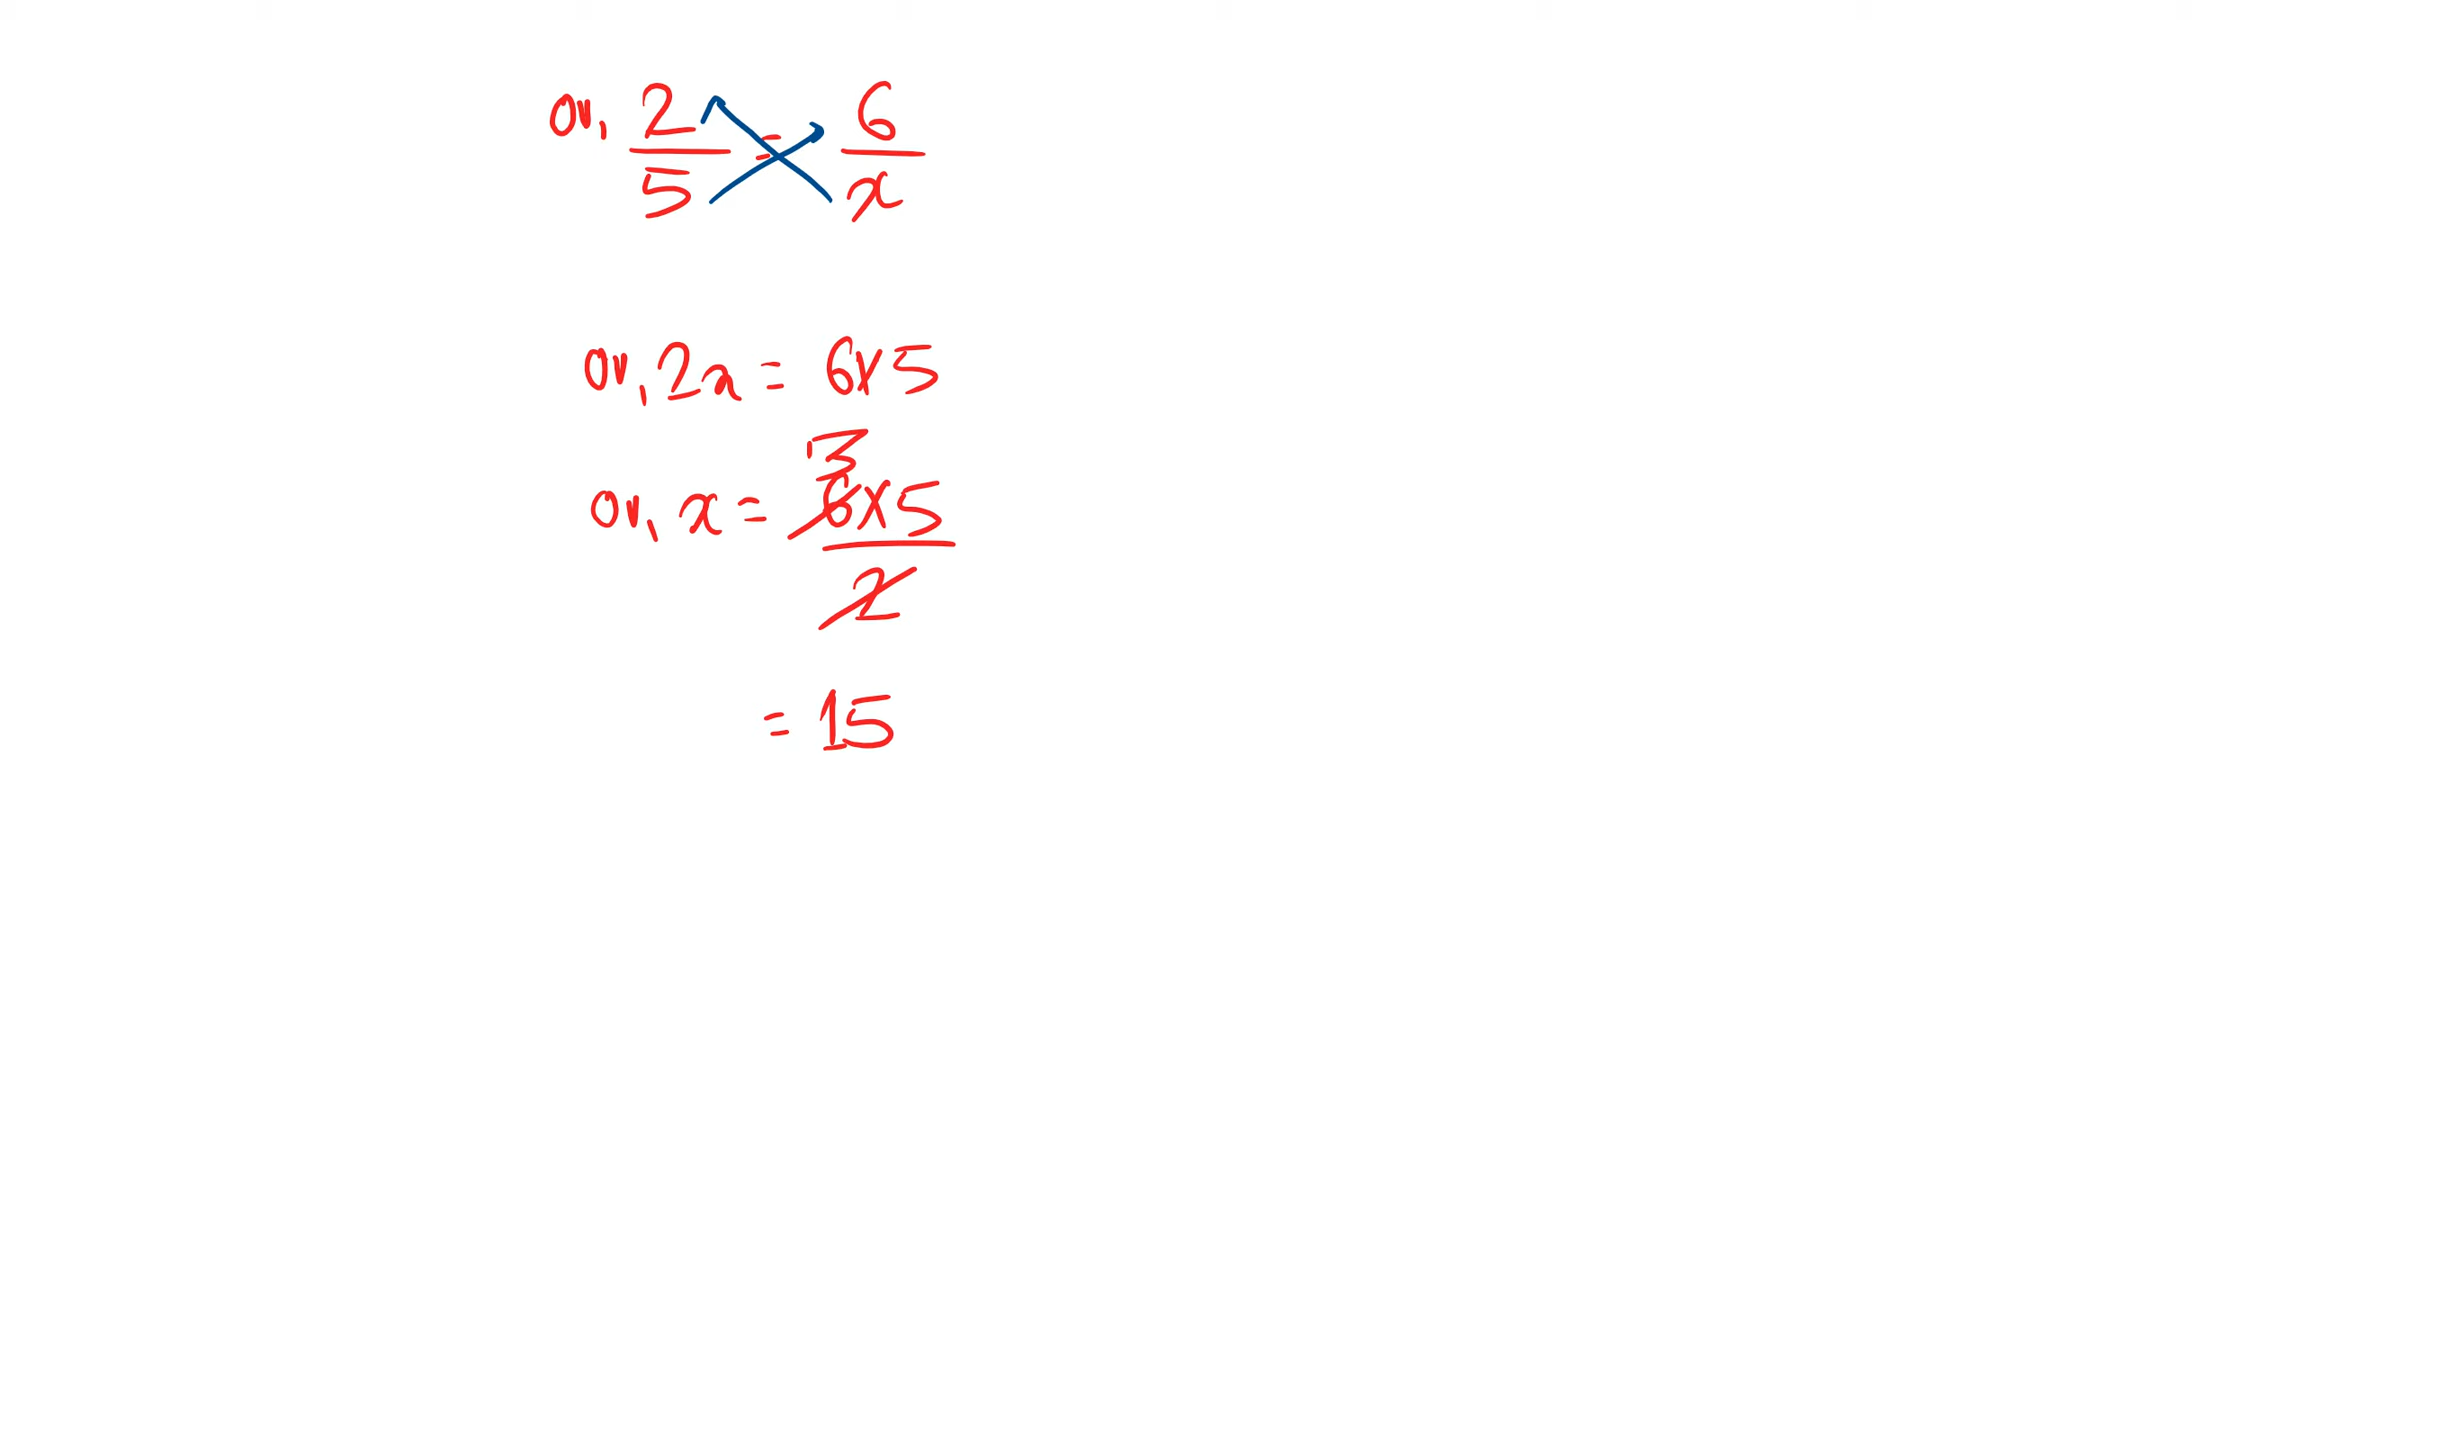 or, 2/5 = 6/x
or, 2x = 6×5
or, x = 6×5/2
3
= 15